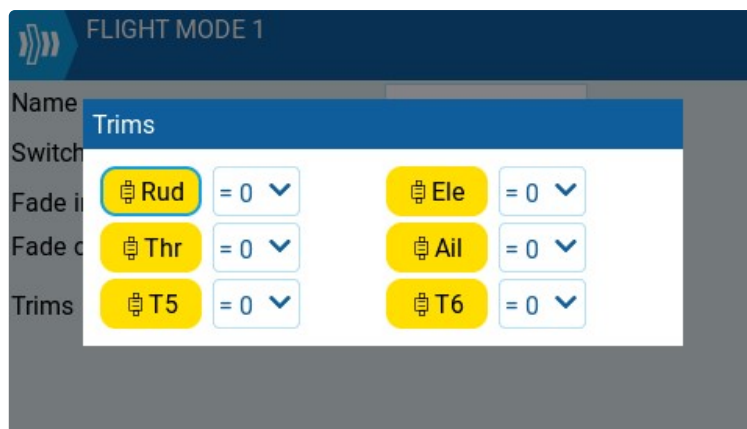 FLIGHT MODE 1
Name
Trims
Switch
Rud = 0 Ele = 0
Fade i
Thr = 0 Ail = 0
Fade o
T5 = 0 T6 = 0
Trims